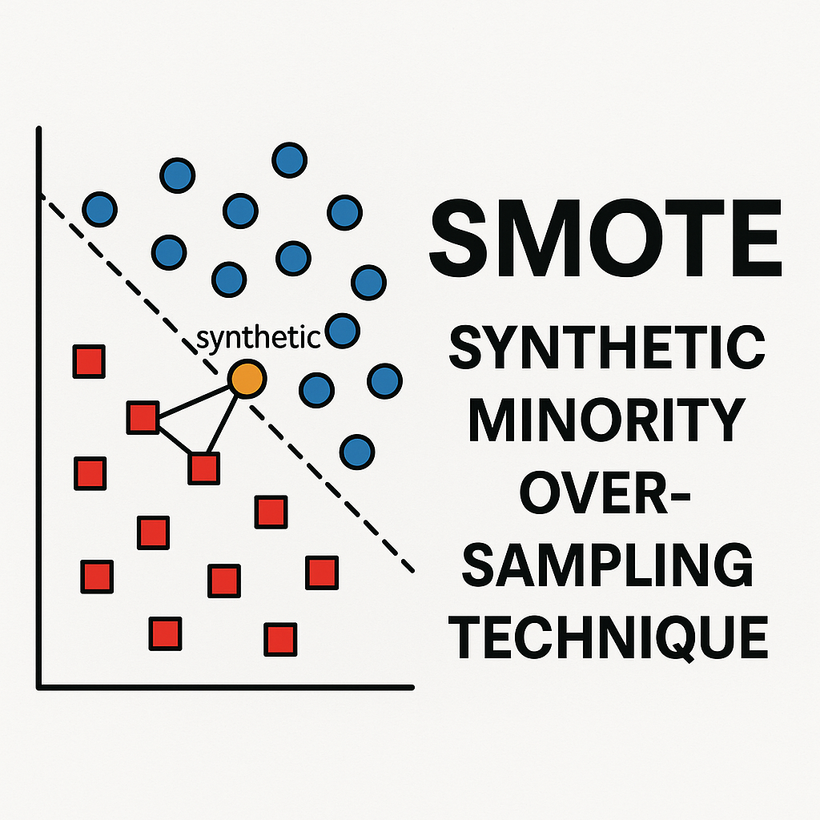 synthetic
SMOTE
SYNTHETIC
MINORITY
OVER-
SAMPLING
TECHNIQUE